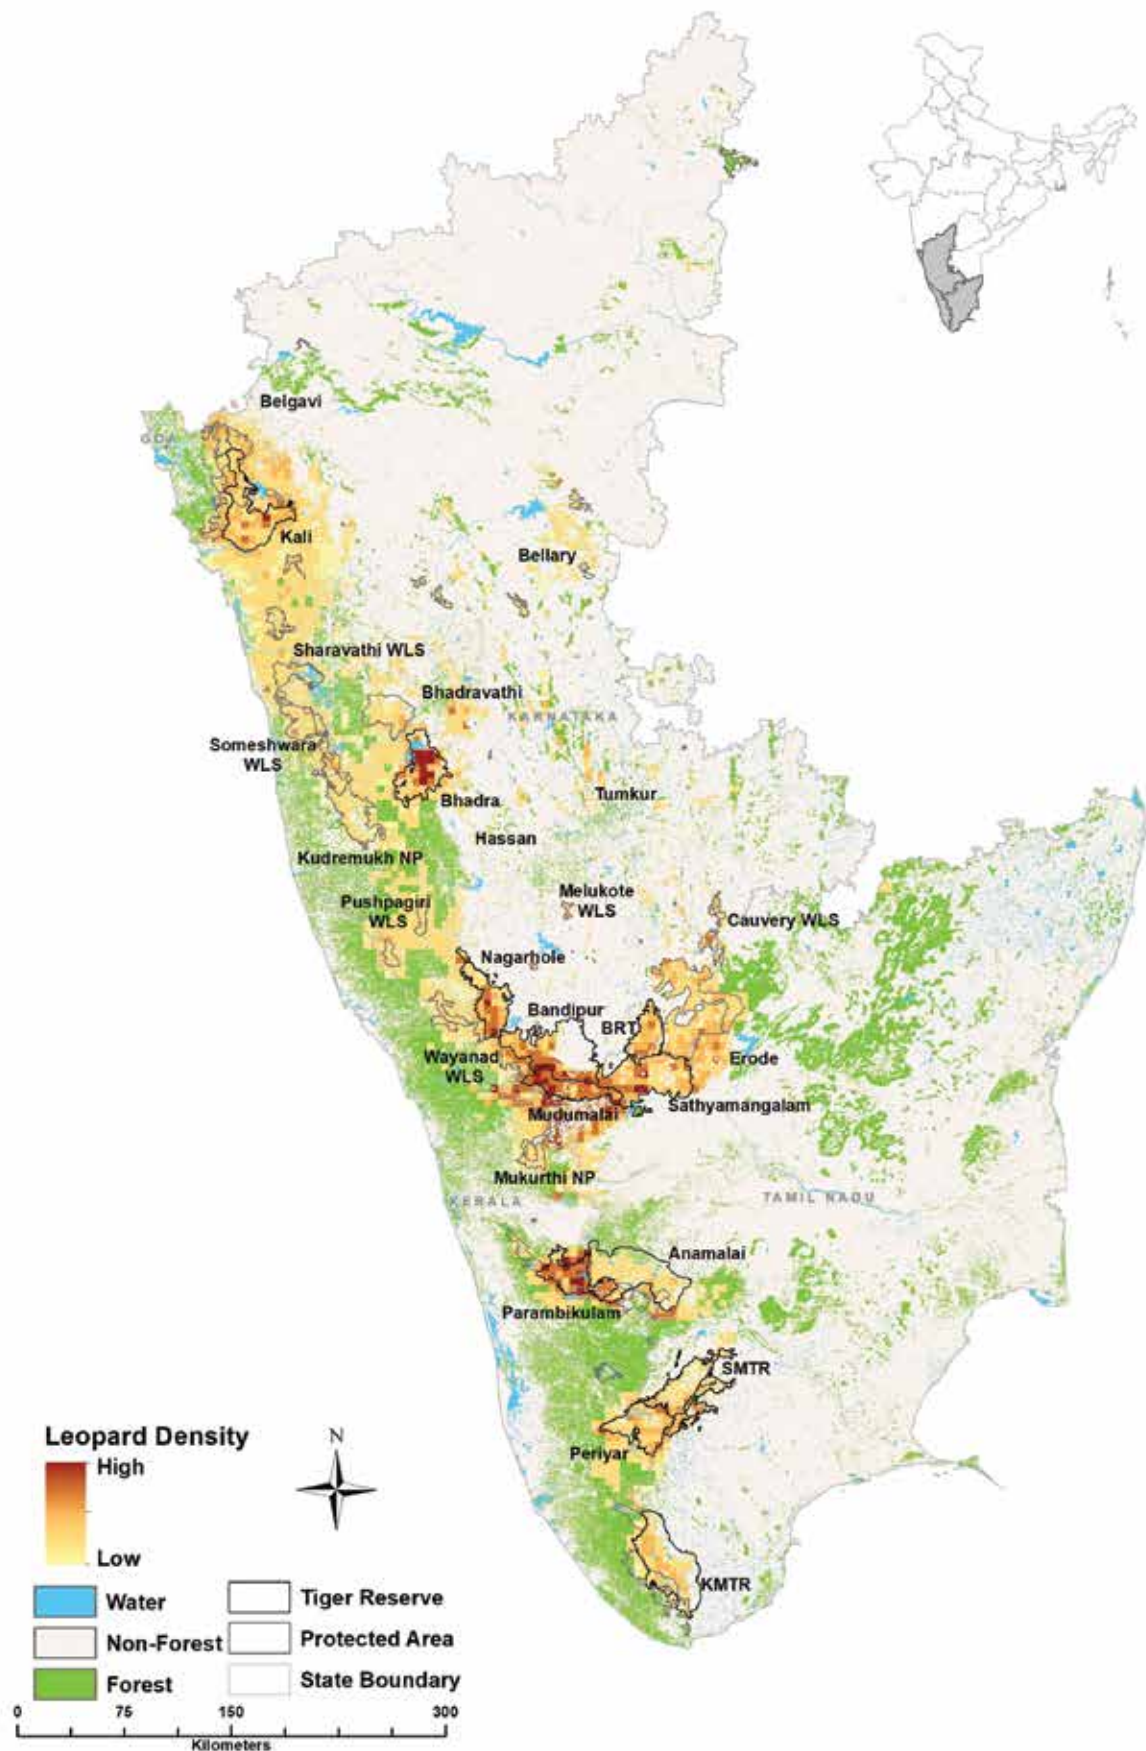 Belgavi
GOA
Kali
Bellary
Sharavathi WLS
Bhadravathi
KARNATAKA
Someshwara
WLS
Bhadra
Tumkur
Hassan
Kudremukh NP
Pushpagiri
WLS
Melukote
WLS
Cauvery WLS
Nagarhole
Bandipur
BRT
Wayanad
WLS
Erode
Mudumalai
Sathyamangalam
Mukurthi NP
KERALA
TAMIL NADU
Anamalai
Parambikulam
SMTR
Periyar
KMTR
Leopard Density
High
Low
N
Water
Non-Forest
Forest
Tiger Reserve
Protected Area
State Boundary
0 75 150 300
Kilometers